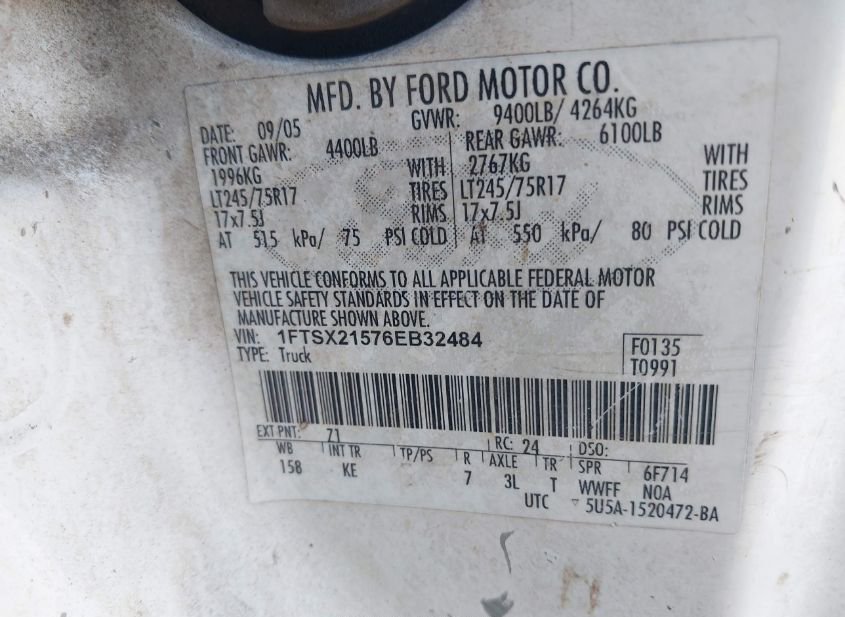 MFD. BY FORD MOTOR CO.
DATE: 09/05 GVWR: 9400LB/ 4264KG
FRONT GAWR: 4400LB REAR GAWR: 6100LB
1996KG WITH 2767KG WITH
LT245/75R17 TIRES LT245/75R17 TIRES
17x7.5J RIMS 17x7.5J RIMS
AT 515 kPa/ 75 PSI COLD AT 550 kPa/ 80 PSI COLD
THIS VEHICLE CONFORMS TO ALL APPLICABLE FEDERAL MOTOR
VEHICLE SAFETY STANDARDS IN EFFECT ON THE DATE OF
MANUFACTURE SHOWN ABOVE.
VIN: 1FTSX21576EB32484
TYPE: Truck
F0135
T0991
EXT PNT: Z1 RC: 24 DSO:
WB INT TR TP/PS R AXLE TR SPR 6F714
158 KE 7 3L T WWFF NOA
UTC ▽ 5U5A-1520472-BA